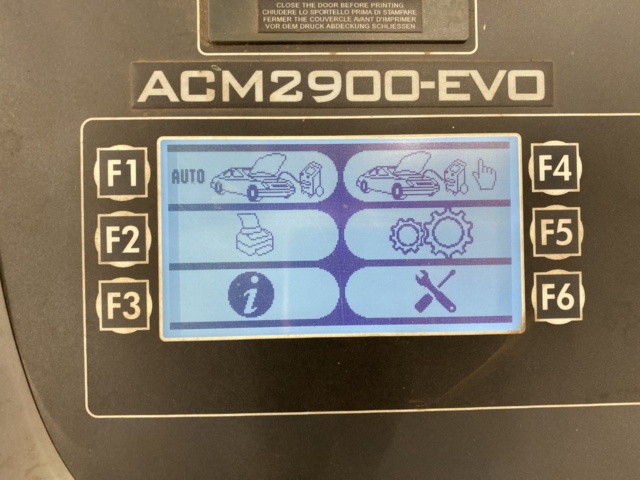 CLOSE THE DOOR BEFORE PRINTING
CHIUDERE LO SPORTELLO PRIMA DI STAMPARE
FERMER THE COUVERCLE AVANT D'IMPRIMER
VOR DEM DRUCK ABDECKUNG SCHLIESSEN
ACM2900-EVO
F1
AUTO
F4
F2
F5
F3
i
F6